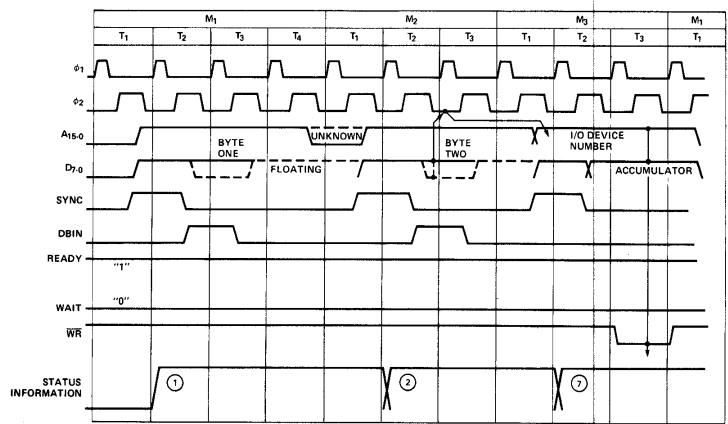 M1 M2 M3 M1
T1 T2 T3 T4 T1 T2 T3 T1 T2 T3 T1
ϕ1
ϕ2
A15-0 UNKNOWN I/O DEVICE
NUMBER
BYTE
ONE
BYTE
TWO
D7-0 FLOATING ACCUMULATOR
SYNC
DBIN
READY
"1"
WAIT "0"
WR
STATUS
INFORMATION
1 2 7